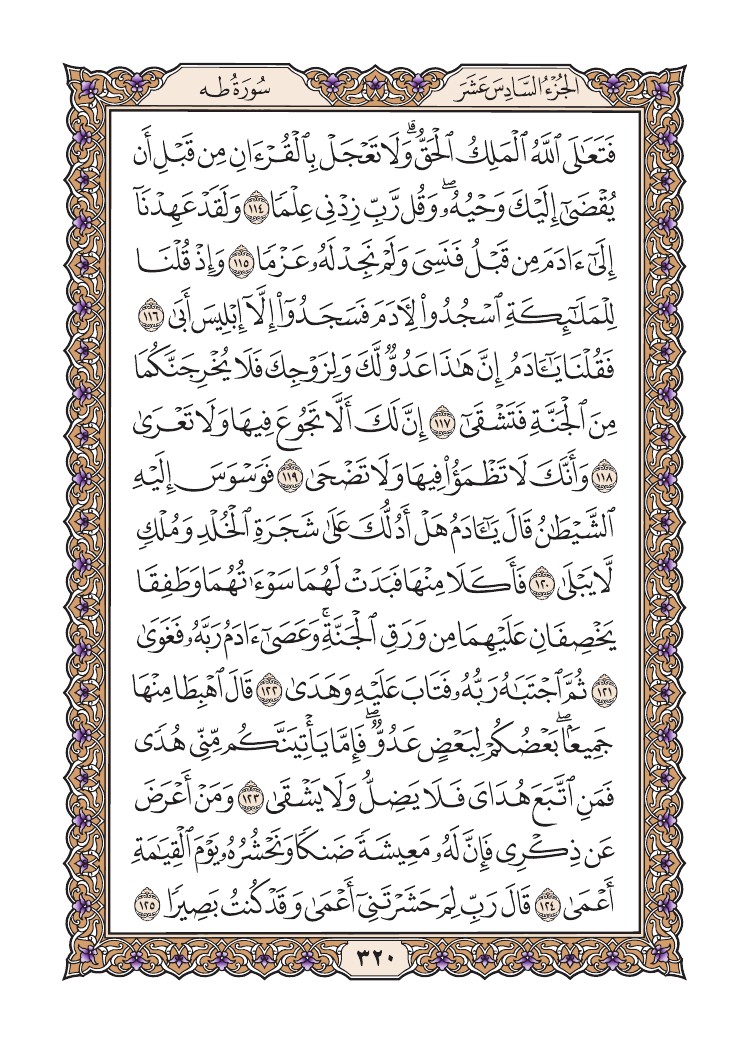 الجُزْءُ السَّادِسَ عَشَرَ
سُورَةُ طه
فَتَعَٰلَى ٱللَّهُ ٱلْمَلِكُ ٱلْحَقُّ ۗ وَلَا تَعْجَلْ بِٱلْقُرْءَانِ مِن قَبْلِ أَن
يُقْضَىٰٓ إِلَيْكَ وَحْيُهُۥ ۖ وَقُل رَّبِّ زِدْنِى عِلْمًا ١١٤ وَلَقَدْ عَهِدْنَآ
إِلَىٰٓ ءَادَمَ مِن قَبْلُ فَنَسِىَ وَلَمْ نَجِدْ لَهُۥ عَزْمًا ١١٥ وَإِذْ قُلْنَا
لِلْمَلَٰٓئِكَةِ ٱسْجُدُوا۟ لِءَادَمَ فَسَجَدُوٓا۟ إِلَّآ إِبْلِيسَ أَبَىٰ ١١٦
فَقُلْنَا يَٰٓـَٔادَمُ إِنَّ هَٰذَا عَدُوٌّ لَّكَ وَلِزَوْجِكَ فَلَا يُخْرِجَنَّكُمَا
مِنَ ٱلْجَنَّةِ فَتَشْقَىٰٓ ١١٧ إِنَّ لَكَ أَلَّا تَجُوعَ فِيهَا وَلَا تَعْرَىٰ
١١٨ وَأَنَّكَ لَا تَظْمَؤُا۟ فِيهَا وَلَا تَضْحَىٰ ١١٩ فَوَسْوَسَ إِلَيْهِ
ٱلشَّيْطَٰنُ قَالَ يَٰٓـَٔادَمُ هَلْ أَدُلُّكَ عَلَىٰ شَجَرَةِ ٱلْخُلْدِ وَمُلْكٍ
لَّا يَبْلَىٰ ١٢٠ فَأَكَلَا مِنْهَا فَبَدَتْ لَهُمَا سَوْءَٰتُهُمَا وَطَفِقَا
يَخْصِفَانِ عَلَيْهِمَا مِن وَرَقِ ٱلْجَنَّةِ ۚ وَعَصَىٰٓ ءَادَمُ رَبَّهُۥ فَغَوَىٰ
١٢١ ثُمَّ ٱجْتَبَٰهُ رَبُّهُۥ فَتَابَ عَلَيْهِ وَهَدَىٰ ١٢٢ قَالَ ٱهْبِطَا مِنْهَا
جَمِيعًۢا ۖ بَعْضُكُمْ لِبَعْضٍ عَدُوٌّ ۖ فَإِمَّا يَأْتِيَنَّكُم مِّنِّى هُدًى
فَمَنِ ٱتَّبَعَ هُدَاىَ فَلَا يَضِلُّ وَلَا يَشْقَىٰ ١٢٣ وَمَنْ أَعْرَضَ
عَن ذِكْرِى فَإِنَّ لَهُۥ مَعِيشَةً ضَنكًا وَنَحْشُرُهُۥ يَوْمَ ٱلْقِيَٰمَةِ
أَعْمَىٰ ١٢٤ قَالَ رَبِّ لِمَ حَشَرْتَنِىٓ أَعْمَىٰ وَقَدْ كُنتُ بَصِيرًا ١٢٥
٣٢٠